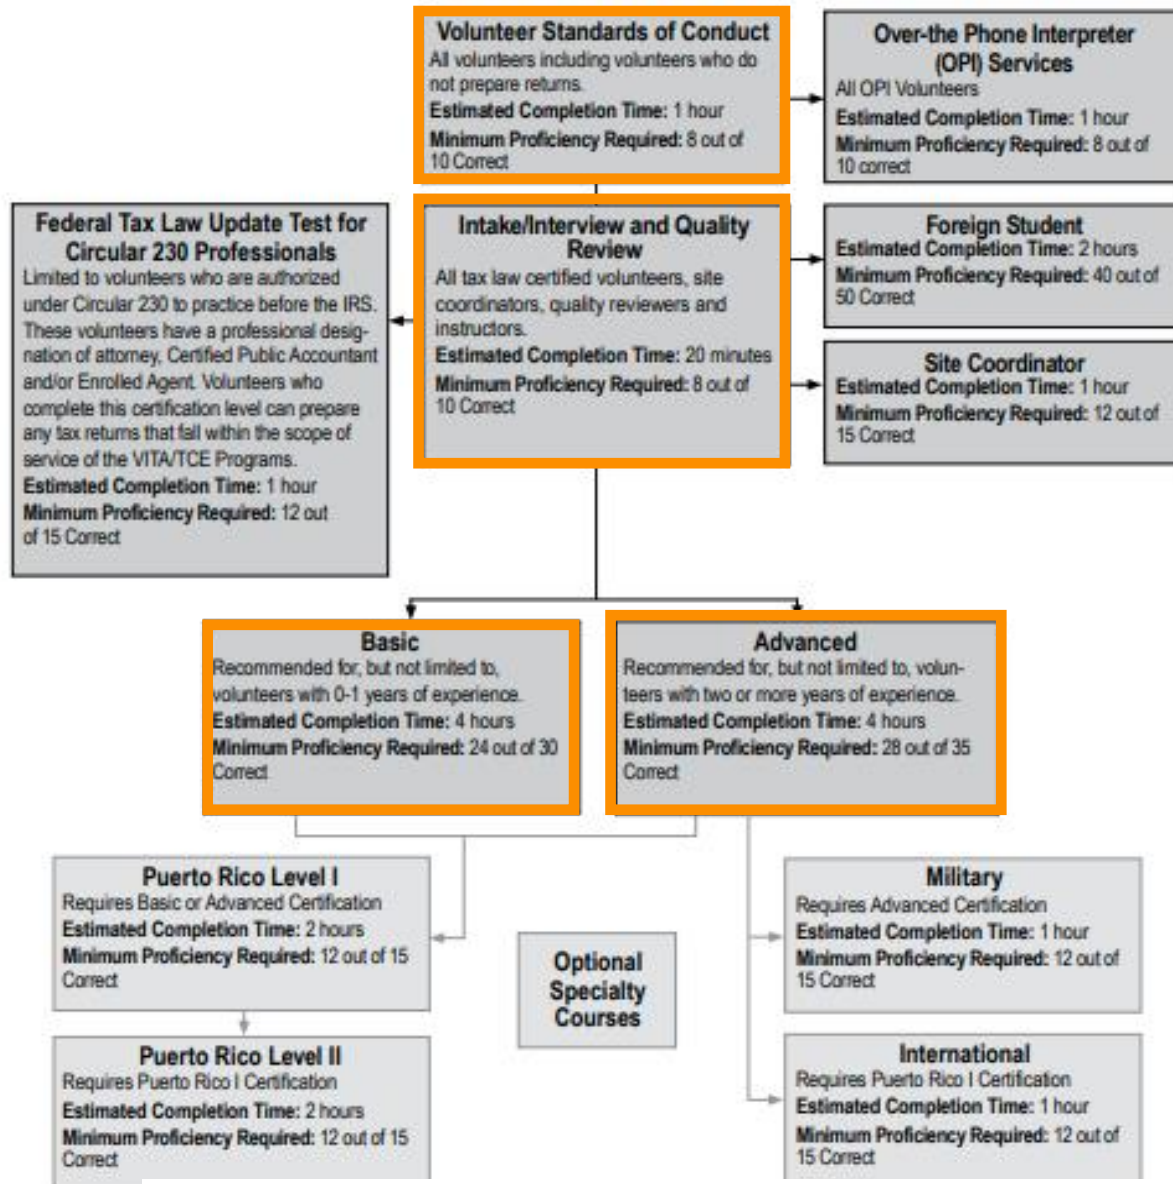 Volunteer Standards of Conduct
All volunteers including volunteers who do
not prepare returns.
Estimated Completion Time: 1 hour
Minimum Proficiency Required: 8 out of
10 Correct
Over-the Phone Interpreter
(OPI) Services
All OPI Volunteers
Estimated Completion Time: 1 hour
Minimum Proficiency Required: 8 out of
10 correct
Federal Tax Law Update Test for
Circular 230 Professionals
Limited to volunteers who are authorized
under Circular 230 to practice before the IRS.
These volunteers have a professional desig-
nation of attorney, Certified Public Accountant
and/or Enrolled Agent. Volunteers who
complete this certification level can prepare
any tax returns that fall within the scope of
service of the VITA/TCE Programs.
Estimated Completion Time: 1 hour
Minimum Proficiency Required: 12 out
of 15 Correct
Intake/Interview and Quality
Review
All tax law certified volunteers, site
coordinators, quality reviewers and
instructors.
Estimated Completion Time: 20 minutes
Minimum Proficiency Required: 8 out of
10 Correct
Foreign Student
Estimated Completion Time: 2 hours
Minimum Proficiency Required: 40 out of
50 Correct
Site Coordinator
Estimated Completion Time: 1 hour
Minimum Proficiency Required: 12 out of
15 Correct
Basic
Recommended for, but not limited to,
volunteers with 0-1 years of experience.
Estimated Completion Time: 4 hours
Minimum Proficiency Required: 24 out of 30
Correct
Advanced
Recommended for, but not limited to, volun-
teers with two or more years of experience.
Estimated Completion Time: 4 hours
Minimum Proficiency Required: 28 out of 35
Correct
Puerto Rico Level I
Requires Basic or Advanced Certification
Estimated Completion Time: 2 hours
Minimum Proficiency Required: 12 out of 15
Correct
Optional
Specialty
Courses
Military
Requires Advanced Certification
Estimated Completion Time: 1 hour
Minimum Proficiency Required: 12 out of
15 Correct
Puerto Rico Level II
Requires Puerto Rico I Certification
Estimated Completion Time: 2 hours
Minimum Proficiency Required: 12 out of 15
Correct
International
Requires Puerto Rico I Certification
Estimated Completion Time: 1 hour
Minimum Proficiency Required: 12 out of
15 Correct